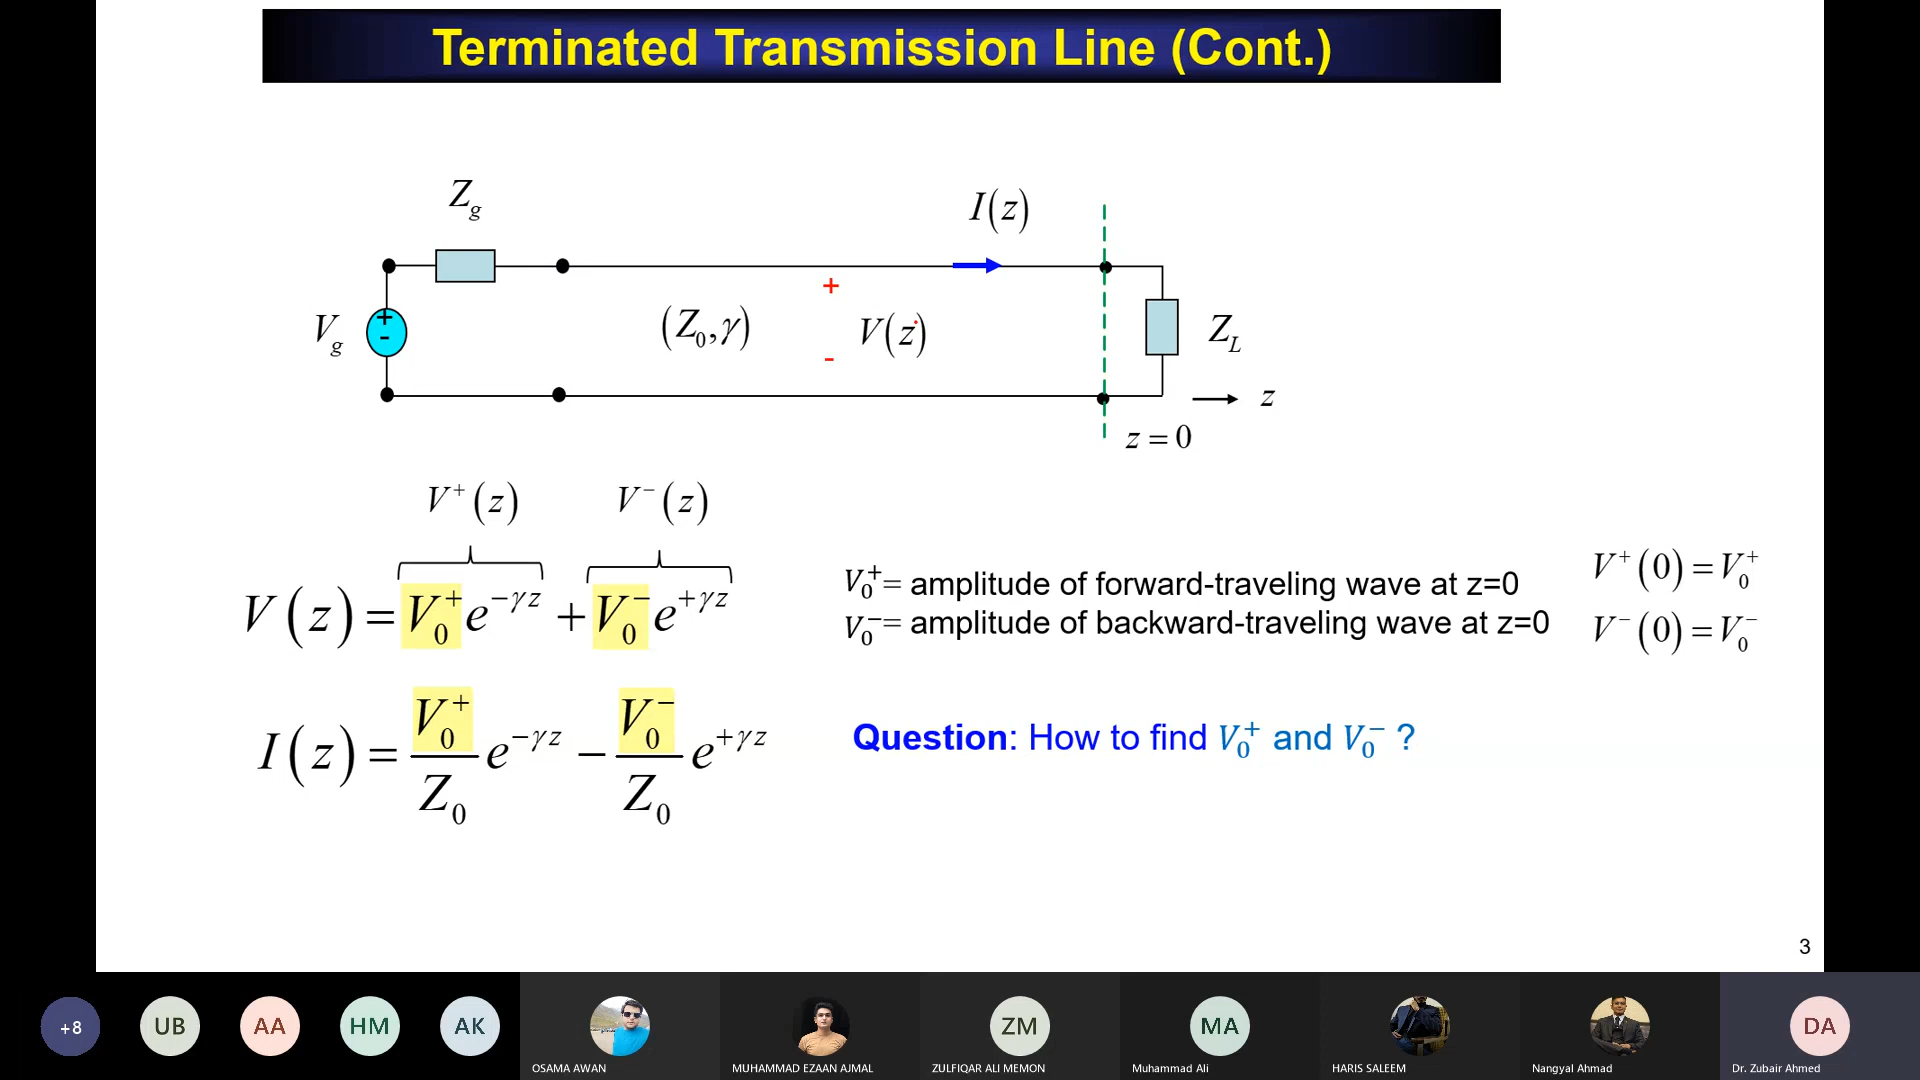 Terminated Transmission Line (Cont.)
Z_g
I(z)
V_g
+
-
(Z_0, γ)
+
V(z)
-
Z_L
z
z = 0
V^+(z)
V^-(z)
V(z) = V_0^+ e^{-γz} + V_0^- e^{+γz}
V_0^+= amplitude of forward-traveling wave at z=0
V_0^-= amplitude of backward-traveling wave at z=0
V^+(0) = V_0^+
V^-(0) = V_0^-
I(z) = V_0^+/Z_0 e^{-γz} − V_0^-/Z_0 e^{+γz}
Question: How to find V_0^+ and V_0^- ?
3
+8
UB
AA
HM
AK
OSAMA AWAN
MUHAMMAD EZAAN AJMAL
ZM
ZULFIQAR ALI MEMON
MA
Muhammad Ali
HARIS SALEEM
Nangyal Ahmad
DA
Dr. Zubair Ahmed